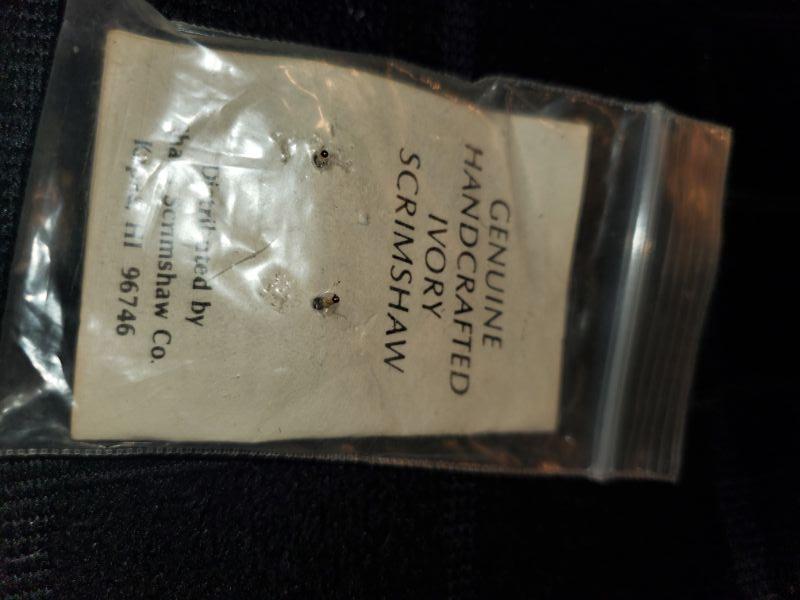 GENUINE
HANDCRAFTED
IVORY
SCRIMSHAW
Distributed by
Scrimshaw Co.
HI 96746